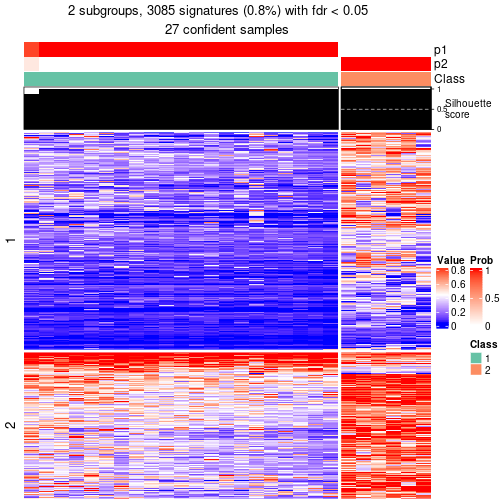 2 subgroups, 3085 signatures (0.8%) with fdr < 0.05
27 confident samples
p1
p2
Class
1
0.5
0
Silhouette
score
1
2
Value
0.8
0.6
0.4
0.2
0
Prob
1
0.5
0
Class
1
2